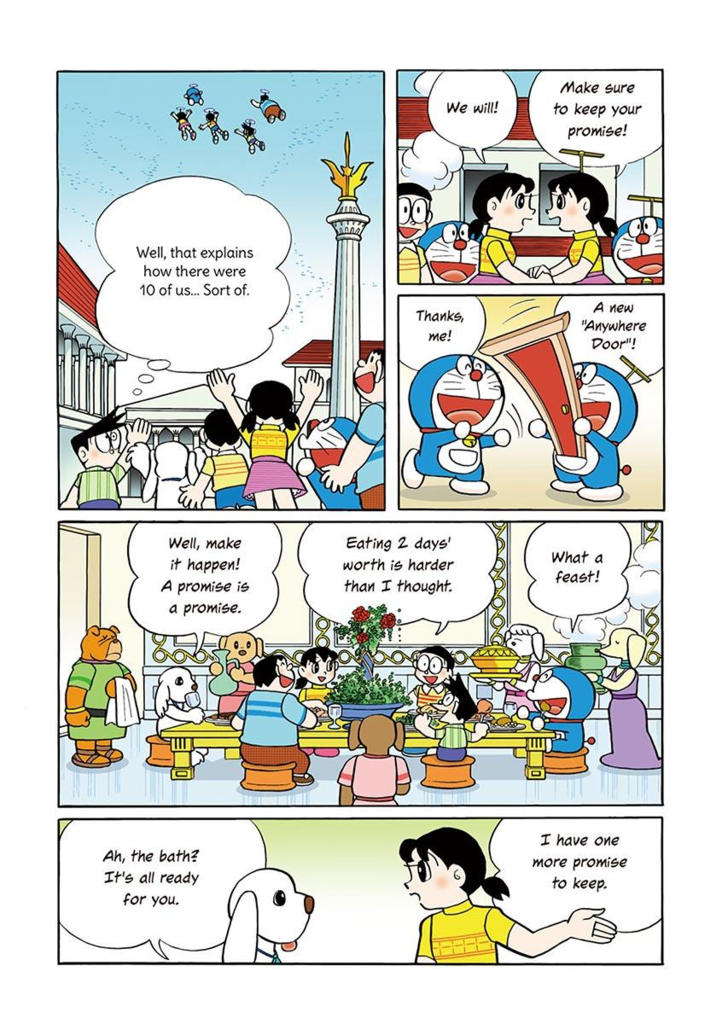 Make sure
to keep your
promise!
We will!
A new
"Anywhere
Door"!
Thanks,
me!
Well, that explains
how there were
10 of us... Sort of.
What a
feast!
Eating 2 days'
worth is harder
than I thought.
Well, make
it happen!
A promise is
a promise.
I have one
more promise
to keep.
Ah, the bath?
It's all ready
for you.